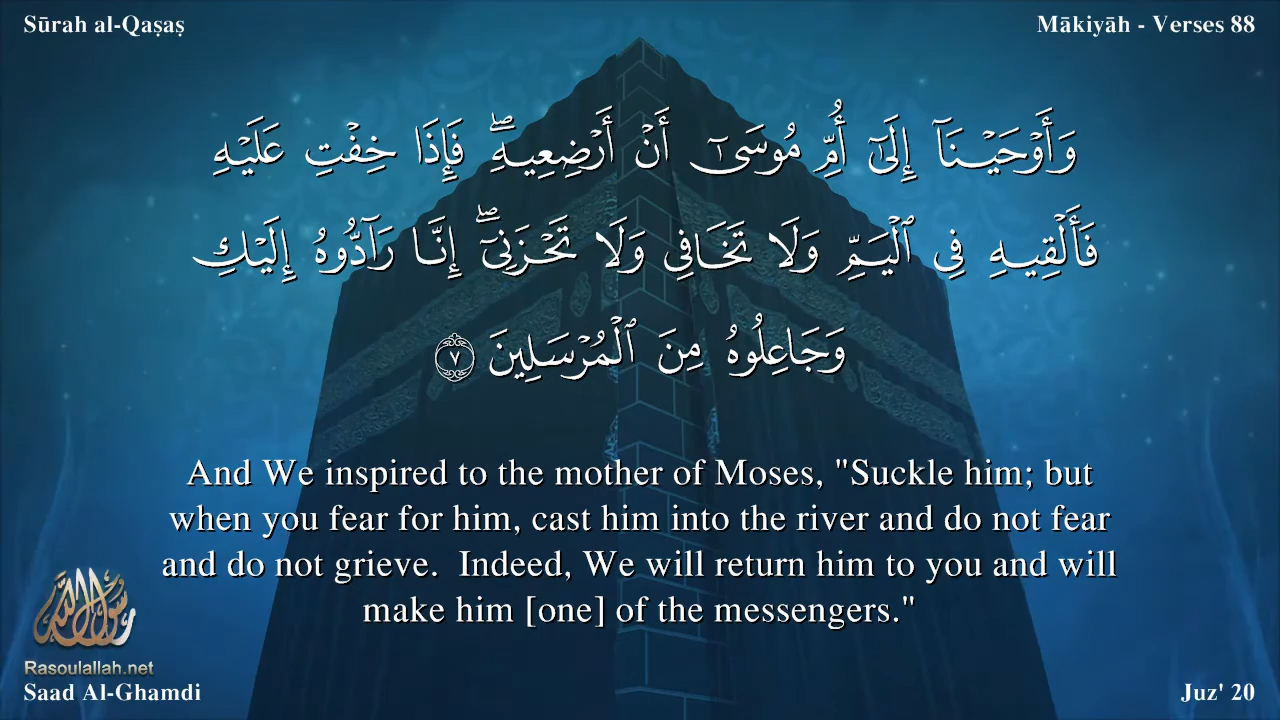 Sūrah al-Qaṣaṣ
Mākiyāh - Verses 88
وَأَوْحَيْنَآ إِلَىٰٓ أُمِّ مُوسَىٰٓ أَنْ أَرْضِعِيهِ ۖ فَإِذَا خِفْتِ عَلَيْهِ
فَأَلْقِيهِ فِى ٱلْيَمِّ وَلَا تَخَافِى وَلَا تَحْزَنِىٓ ۖ إِنَّا رَآدُّوهُ إِلَيْكِ
وَجَاعِلُوهُ مِنَ ٱلْمُرْسَلِينَ ٧
And We inspired to the mother of Moses, "Suckle him; but
when you fear for him, cast him into the river and do not fear
and do not grieve.  Indeed, We will return him to you and will
make him [one] of the messengers."
رسول الله
Rasoulallah.net
Saad Al-Ghamdi
Juz' 20